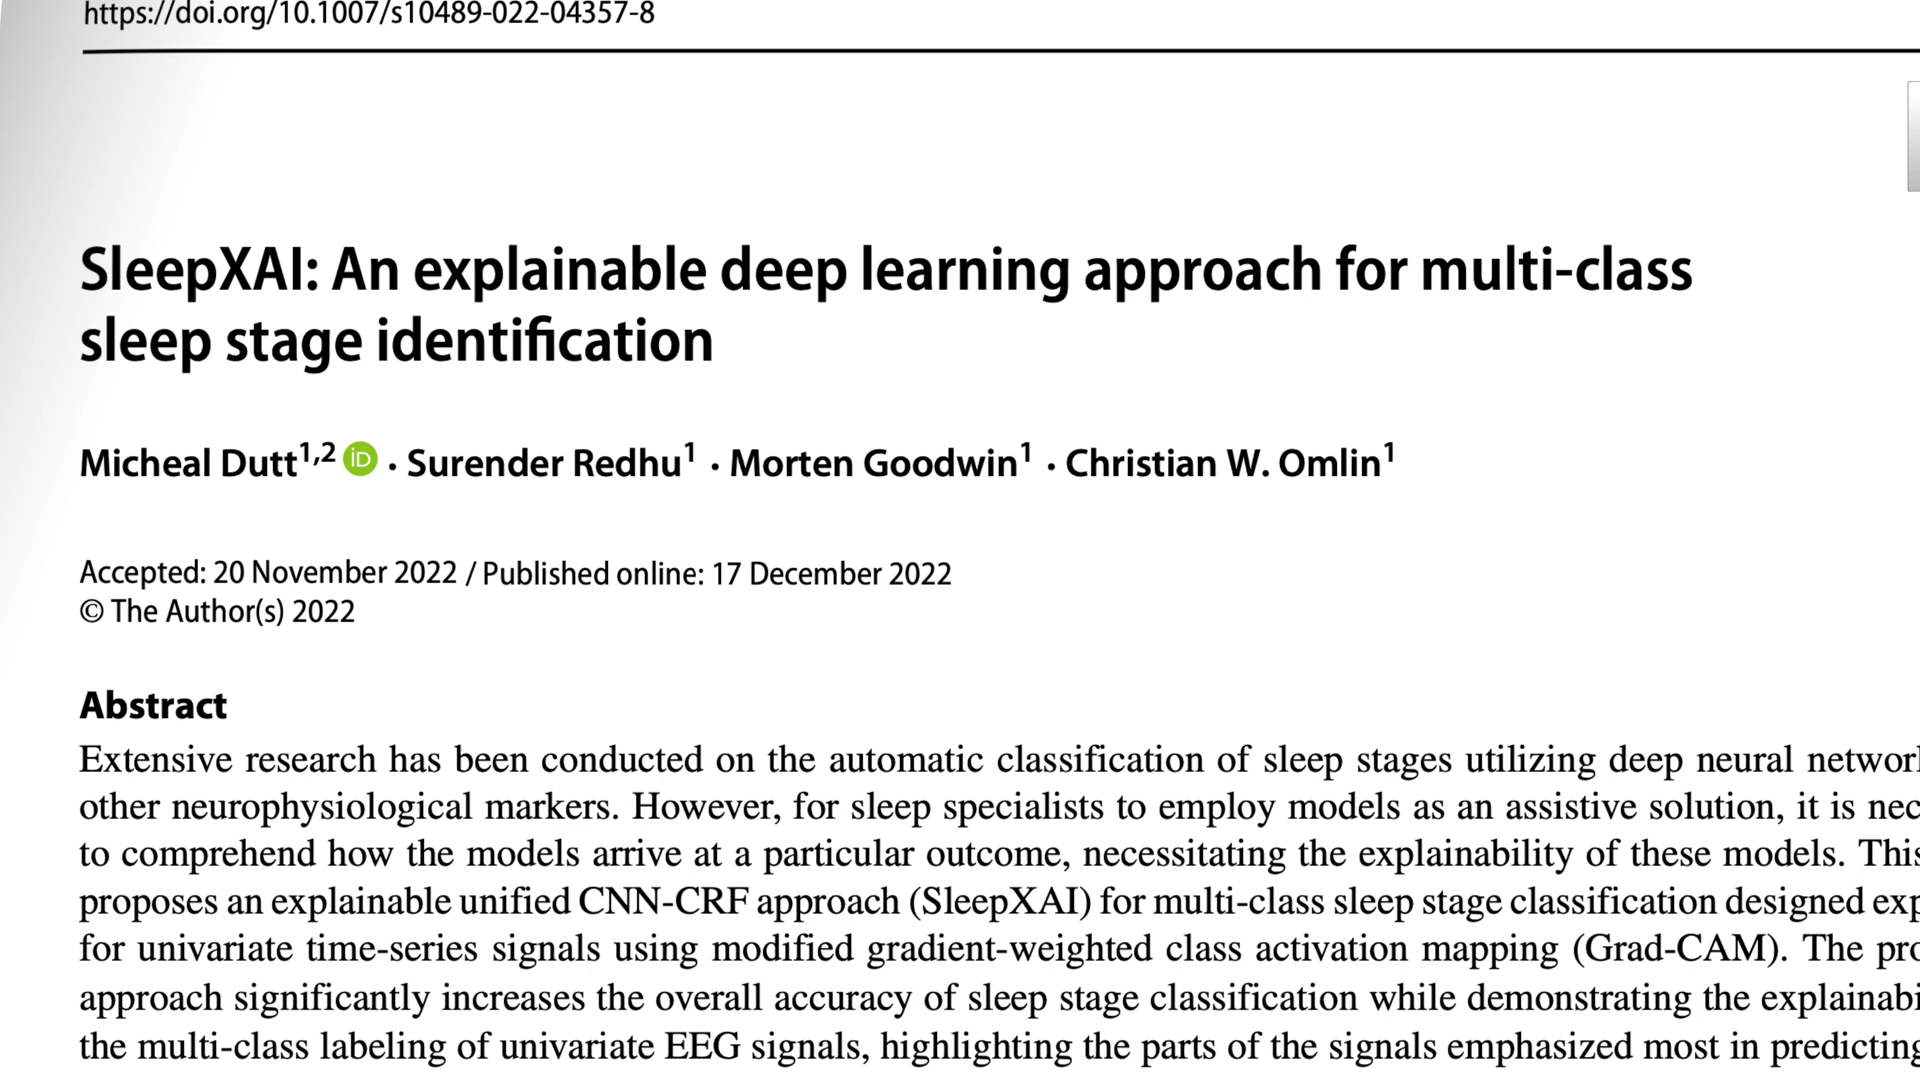 https://doi.org/10.1007/s10489-022-04357-8
SleepXAI: An explainable deep learning approach for multi-class
sleep stage identification
Micheal Dutt1,2 iD · Surender Redhu1 · Morten Goodwin1 · Christian W. Omlin1
Accepted: 20 November 2022 / Published online: 17 December 2022
© The Author(s) 2022
Abstract
Extensive research has been conducted on the automatic classification of sleep stages utilizing deep neural
other neurophysiological markers. However, for sleep specialists to employ models as an assistive solution, it is
to comprehend how the models arrive at a particular outcome, necessitating the explainability of these models. This
proposes an explainable unified CNN-CRF approach (SleepXAI) for multi-class sleep stage classification designed
for univariate time-series signals using modified gradient-weighted class activation mapping (Grad-CAM). The
approach significantly increases the overall accuracy of sleep stage classification while demonstrating the
the multi-class labeling of univariate EEG signals, highlighting the parts of the signals emphasized most in predicting